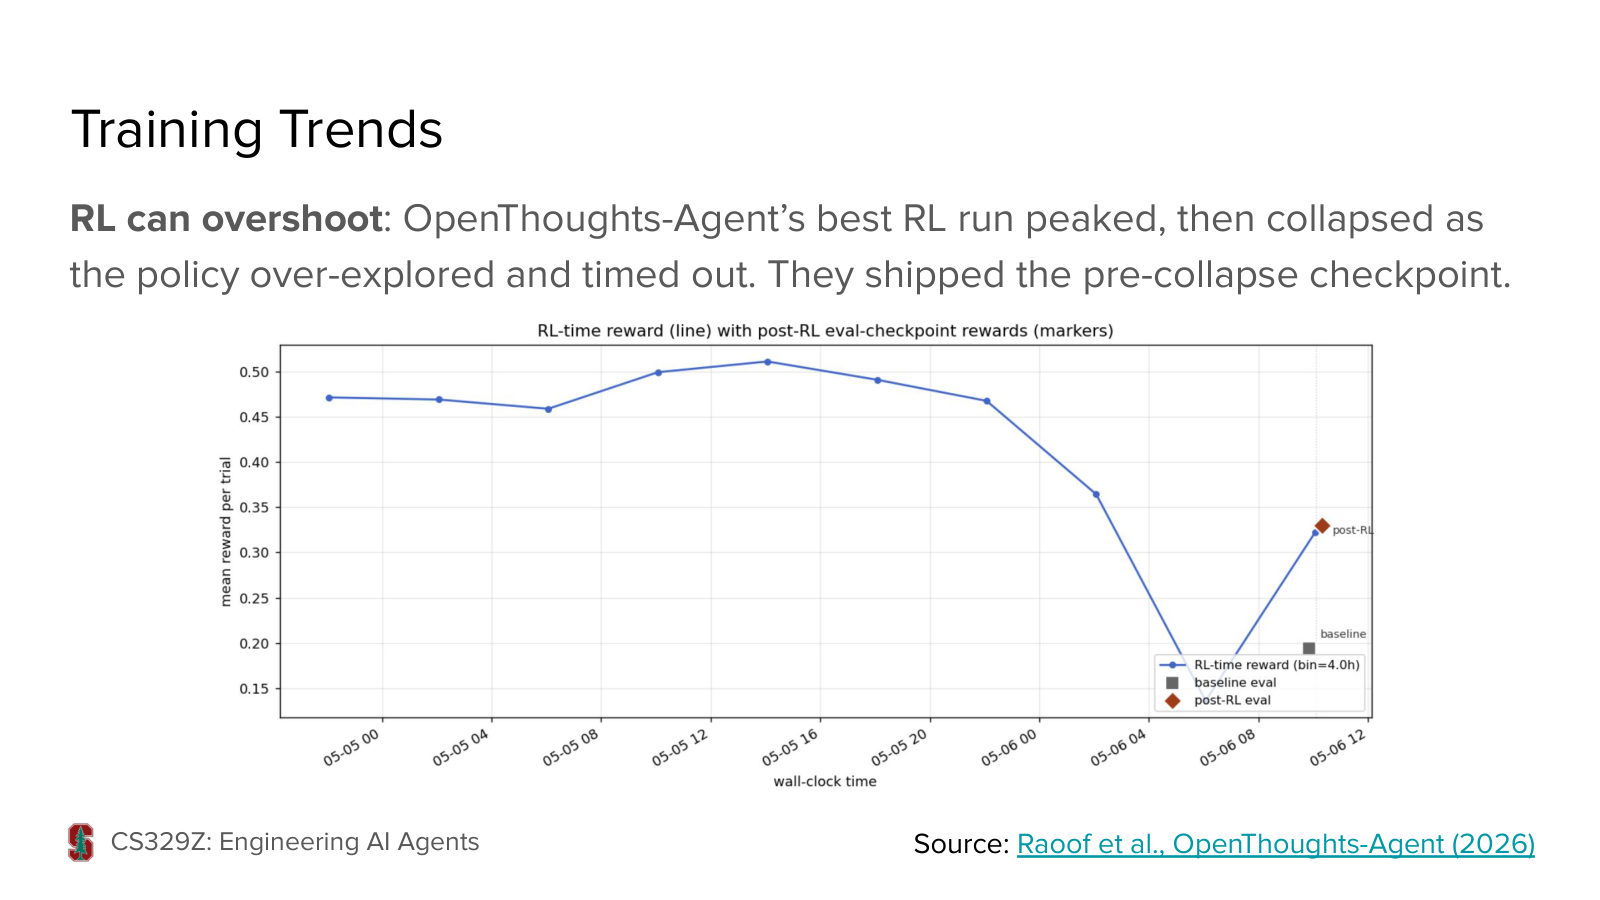 Training Trends
RL can overshoot: OpenThoughts-Agent’s best RL run peaked, then collapsed as
the policy over-explored and timed out. They shipped the pre-collapse checkpoint.
RL-time reward (line) with post-RL eval-checkpoint rewards (markers)
mean reward per trial
0.50
0.45
0.40
0.35
0.30
0.25
0.20
0.15
post-RL
baseline
RL-time reward (bin=4.0h)
baseline eval
post-RL eval
05-05 00
05-05 04
05-05 08
05-05 12
05-05 16
05-05 20
05-06 00
05-06 04
05-06 08
05-06 12
wall-clock time
CS329Z: Engineering AI Agents
Source: Raoof et al., OpenThoughts-Agent (2026)